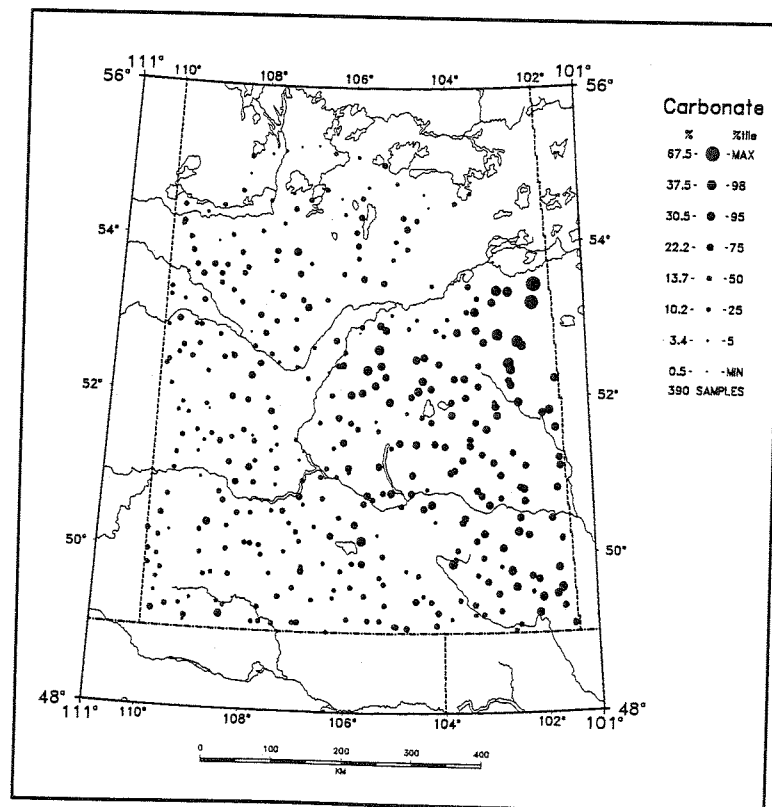 111° 110° 108° 106° 104° 102° 101°
56° 56°
Carbonate
% %tile
67.5- -MAX
37.5- -98
30.5- -95
22.2- -75
13.7- -50
10.2- -25
3.4- -5
0.5- -MIN
390 SAMPLES
54° 54°
52° 52°
50° 50°
48° 48°
111° 110° 108° 106° 104° 102° 101°
0 100 200 300 400
KM